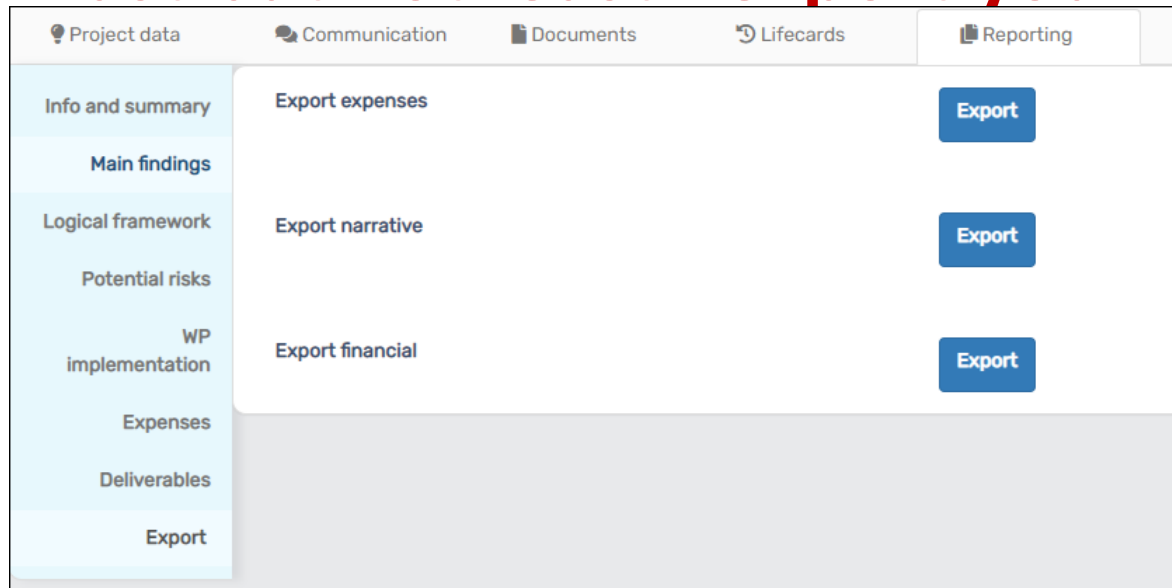 Project data
Communication
Documents
Lifecards
Reporting
Info and summary
Main findings
Logical framework
Potential risks
WP
implementation
Expenses
Deliverables
Export
Export expenses
Export
Export narrative
Export
Export financial
Export